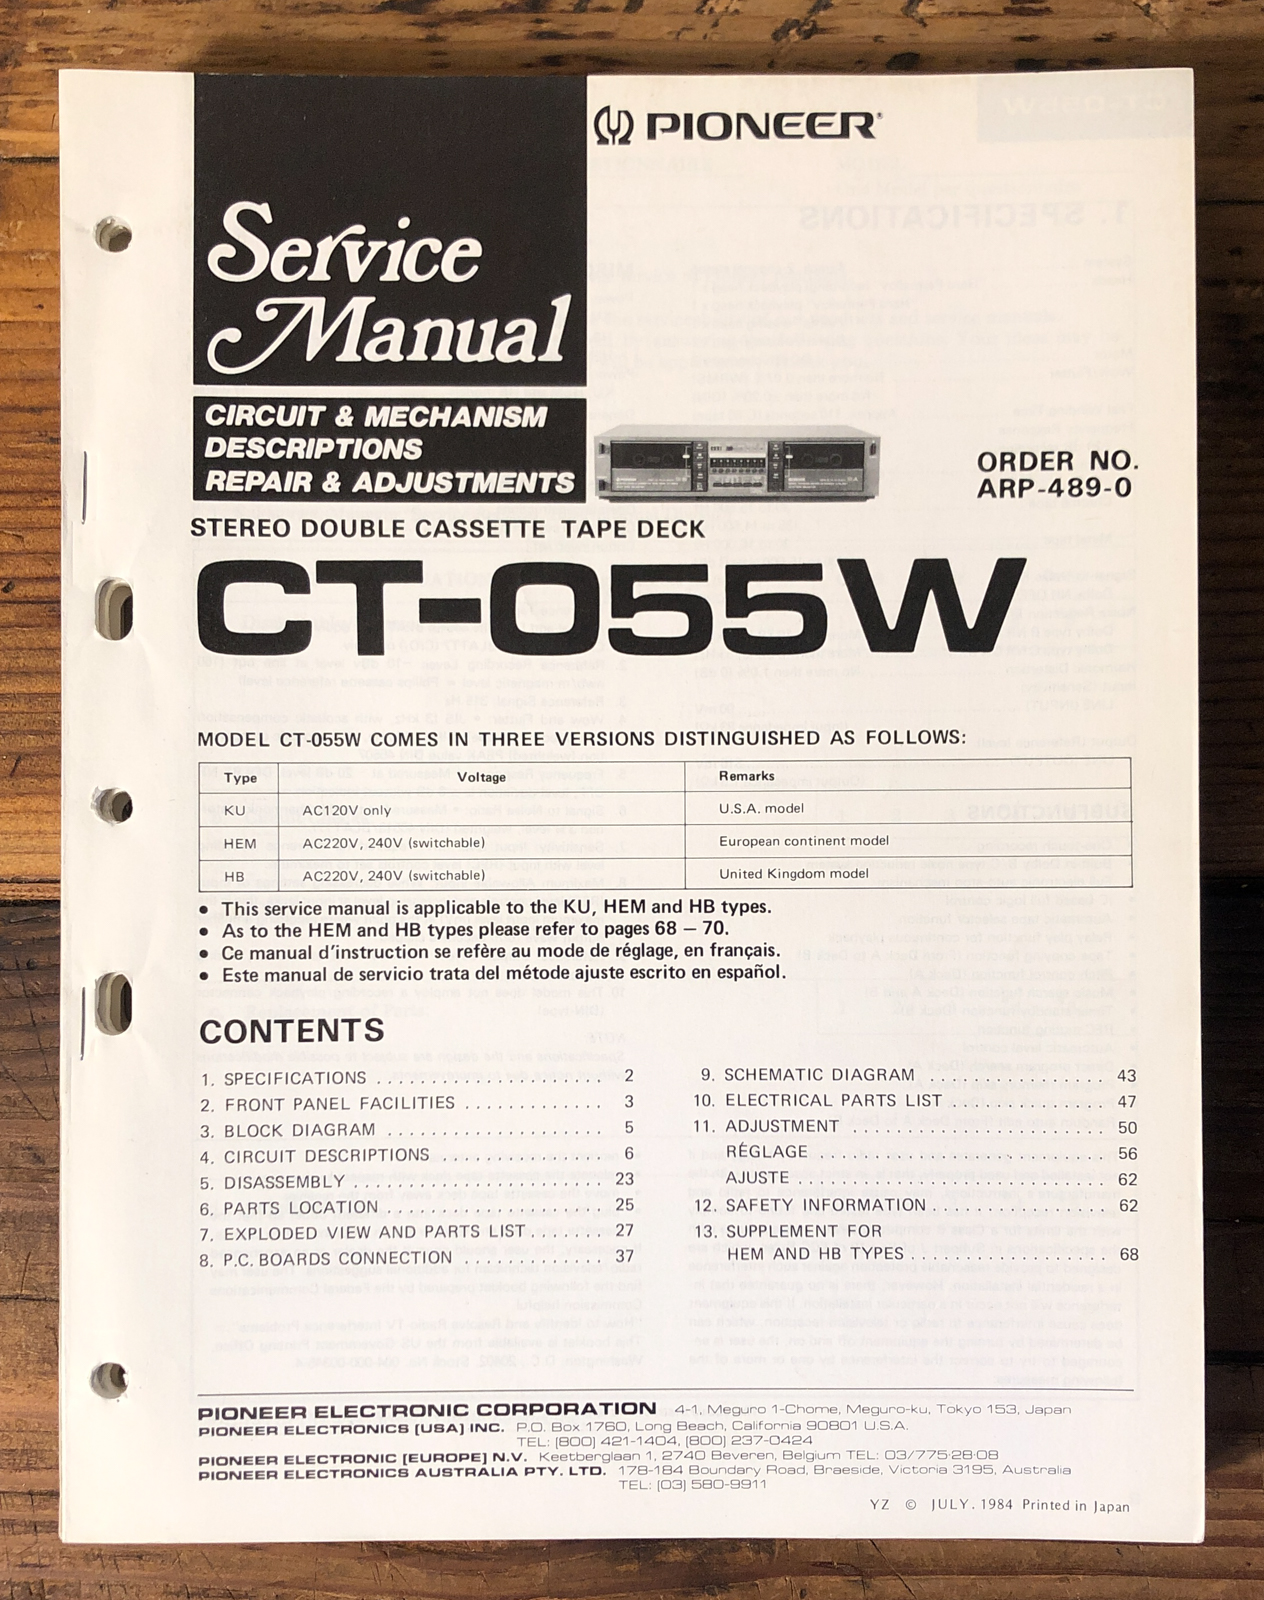 PIONEER
Service
Manual
CIRCUIT & MECHANISM
DESCRIPTIONS
REPAIR & ADJUSTMENTS
ORDER NO.
ARP-489-0
STEREO DOUBLE CASSETTE TAPE DECK
CT-055W
MODEL CT-055W COMES IN THREE VERSIONS DISTINGUISHED AS FOLLOWS:
Type Voltage Remarks
KU AC120V only U.S.A. model
HEM AC220V, 240V (switchable) European continent model
HB AC220V, 240V (switchable) United Kingdom model
● This service manual is applicable to the KU, HEM and HB types.
● As to the HEM and HB types please refer to pages 68 – 70.
● Ce manual d'instruction se refère au mode de réglage, en français.
● Este manual de servicio trata del método ajuste escrito en español.
CONTENTS
1. SPECIFICATIONS ........................ 2
2. FRONT PANEL FACILITIES ............... 3
3. BLOCK DIAGRAM ........................ 5
4. CIRCUIT DESCRIPTIONS ................. 6
5. DISASSEMBLY .......................... 23
6. PARTS LOCATION ....................... 25
7. EXPLODED VIEW AND PARTS LIST ........ 27
8. P.C. BOARDS CONNECTION ............... 37
9. SCHEMATIC DIAGRAM ................... 43
10. ELECTRICAL PARTS LIST ................ 47
11. ADJUSTMENT .......................... 50
RÉGLAGE ............................. 56
AJUSTE .............................. 62
12. SAFETY INFORMATION .................. 62
13. SUPPLEMENT FOR
HEM AND HB TYPES .................... 68
PIONEER ELECTRONIC CORPORATION 4-1, Meguro 1-Chome, Meguro-ku, Tokyo 153, Japan
PIONEER ELECTRONICS [USA] INC. P.O. Box 1760, Long Beach, California 90801 U.S.A.
TEL: [800] 421-1404, [800] 237-0424
PIONEER ELECTRONIC [EUROPE] N.V. Keetberglaan 1, 2740 Beveren, Belgium TEL: 03/775·28·08
PIONEER ELECTRONICS AUSTRALIA PTY. LTD. 178-184 Boundary Road, Braeside, Victoria 3195, Australia
TEL: [03] 580-9911
YZ © JULY. 1984 Printed in Japan